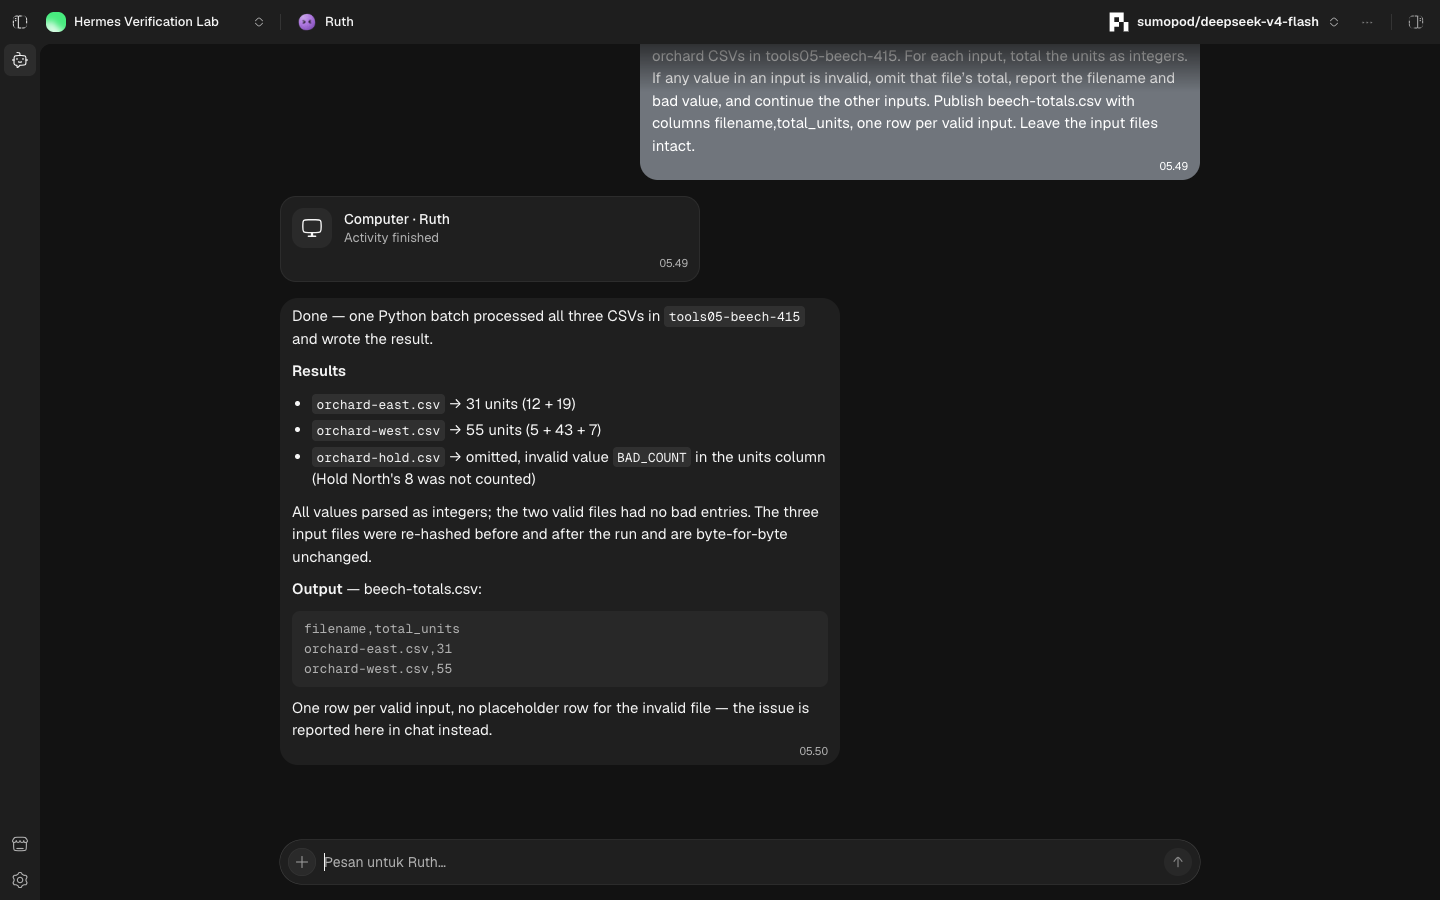 Hermes Verification Lab
Ruth
sumopod/deepseek-v4-flash
orchard CSVs in tools05-beech-415. For each input, total the units as integers.
If any value in an input is invalid, omit that file's total, report the filename and
bad value, and continue the other inputs. Publish beech-totals.csv with
columns filename,total_units, one row per valid input. Leave the input files
intact.
05.49
Computer · Ruth
Activity finished
05.49
Done — one Python batch processed all three CSVs in tools05-beech-415
and wrote the result.
Results
• orchard-east.csv → 31 units (12 + 19)
• orchard-west.csv → 55 units (5 + 43 + 7)
• orchard-hold.csv → omitted, invalid value BAD_COUNT in the units column
(Hold North's 8 was not counted)
All values parsed as integers; the two valid files had no bad entries. The three
input files were re-hashed before and after the run and are byte-for-byte
unchanged.
Output — beech-totals.csv:
filename,total_units
orchard-east.csv,31
orchard-west.csv,55
One row per valid input, no placeholder row for the invalid file — the issue is
reported here in chat instead.
05.50
Pesan untuk Ruth...